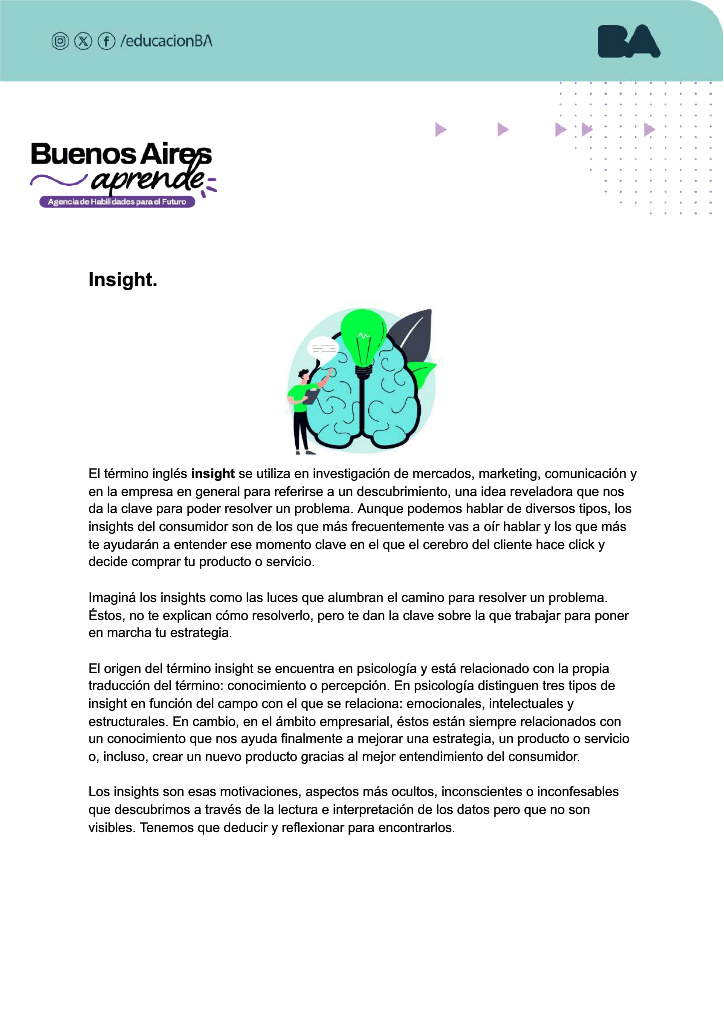 /educacionBA
BA
Buenos Aires
aprende
Agencia de Habilidades para el Futuro
Insight.
El término inglés insight se utiliza en investigación de mercados, marketing, comunicación y
en la empresa en general para referirse a un descubrimiento, una idea reveladora que nos
da la clave para poder resolver un problema. Aunque podemos hablar de diversos tipos, los
insights del consumidor son de los que más frecuentemente vas a oír hablar y los que más
te ayudarán a entender ese momento clave en el que el cerebro del cliente hace click y
decide comprar tu producto o servicio.
Imaginá los insights como las luces que alumbran el camino para resolver un problema.
Éstos, no te explican cómo resolverlo, pero te dan la clave sobre la que trabajar para poner
en marcha tu estrategia.
El origen del término insight se encuentra en psicología y está relacionado con la propia
traducción del término: conocimiento o percepción. En psicología distinguen tres tipos de
insight en función del campo con el que se relaciona: emocionales, intelectuales y
estructurales. En cambio, en el ámbito empresarial, éstos están siempre relacionados con
un conocimiento que nos ayuda finalmente a mejorar una estrategia, un producto o servicio
o, incluso, crear un nuevo producto gracias al mejor entendimiento del consumidor.
Los insights son esas motivaciones, aspectos más ocultos, inconscientes o inconfesables
que descubrimos a través de la lectura e interpretación de los datos pero que no son
visibles. Tenemos que deducir y reflexionar para encontrarlos.